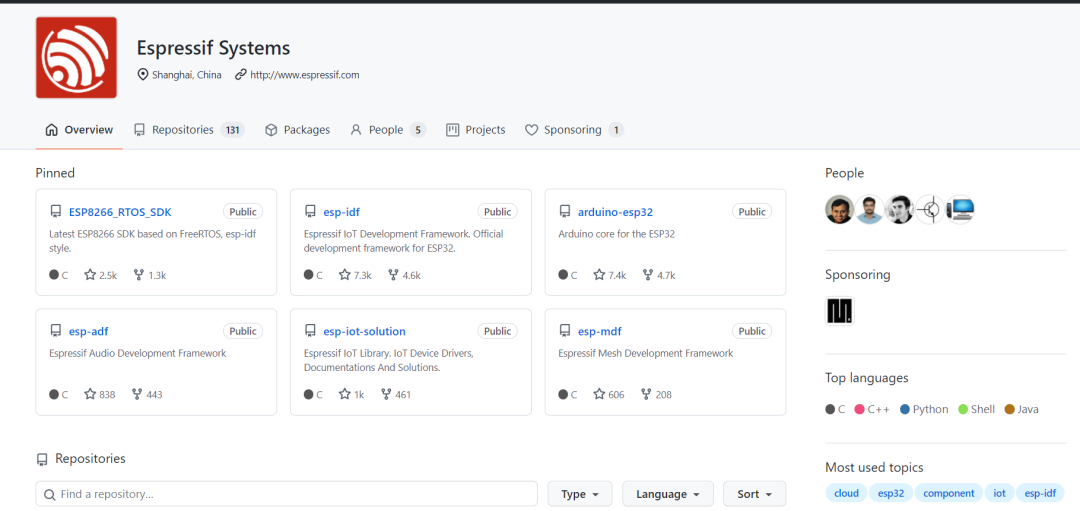 Espressif Systems
Shanghai, China http://www.espressif.com
Overview Repositories 131 Packages People 5 Projects Sponsoring 1
Pinned
ESP8266_RTOS_SDK Public
Latest ESP8266 SDK based on FreeRTOS, esp-idf
style.
C 2.5k 1.3k
esp-idf Public
Espressif IoT Development Framework. Official
development framework for ESP32.
C 7.3k 4.6k
arduino-esp32 Public
Arduino core for the ESP32
C 7.4k 4.7k
esp-adf Public
Espressif Audio Development Framework
C 838 443
esp-iot-solution Public
Espressif IoT Library. IoT Device Drivers,
Documentations And Solutions.
C 1k 461
esp-mdf Public
Espressif Mesh Development Framework
C 606 208
Repositories
Find a repository...
Type Language Sort
People
Sponsoring
Top languages
C C++ Python Shell Java
Most used topics
cloud esp32 component iot esp-idf